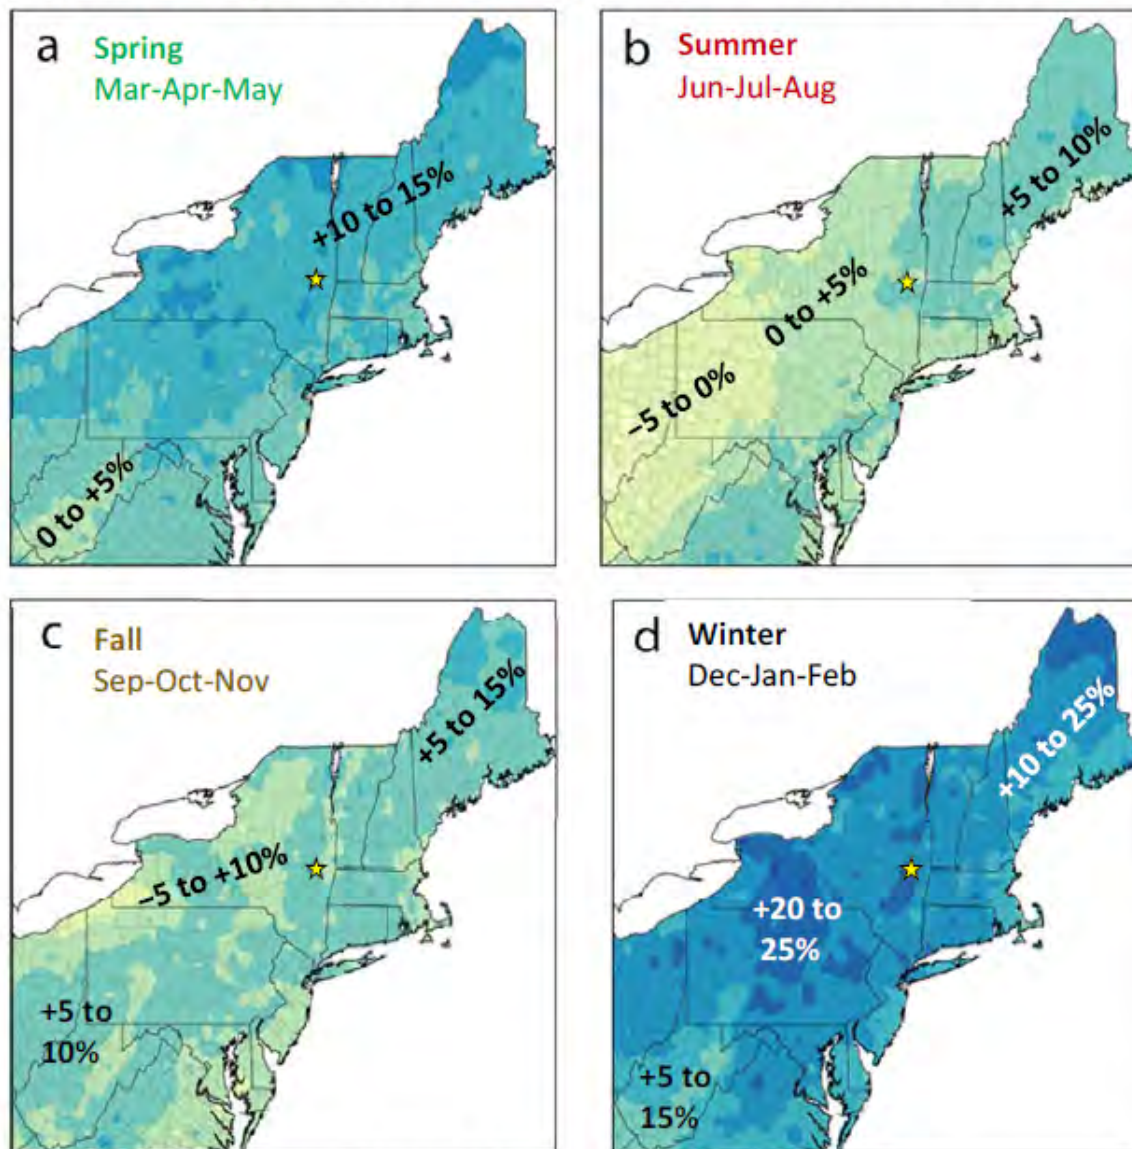 a Spring
Mar-Apr-May
+10 to 15%
0 to +5%
b Summer
Jun-Jul-Aug
+5 to 10%
0 to +5%
−5 to 0%
c Fall
Sep-Oct-Nov
+5 to 15%
−5 to +10%
+5 to
10%
d Winter
Dec-Jan-Feb
+10 to 25%
+20 to
25%
+5 to
15%